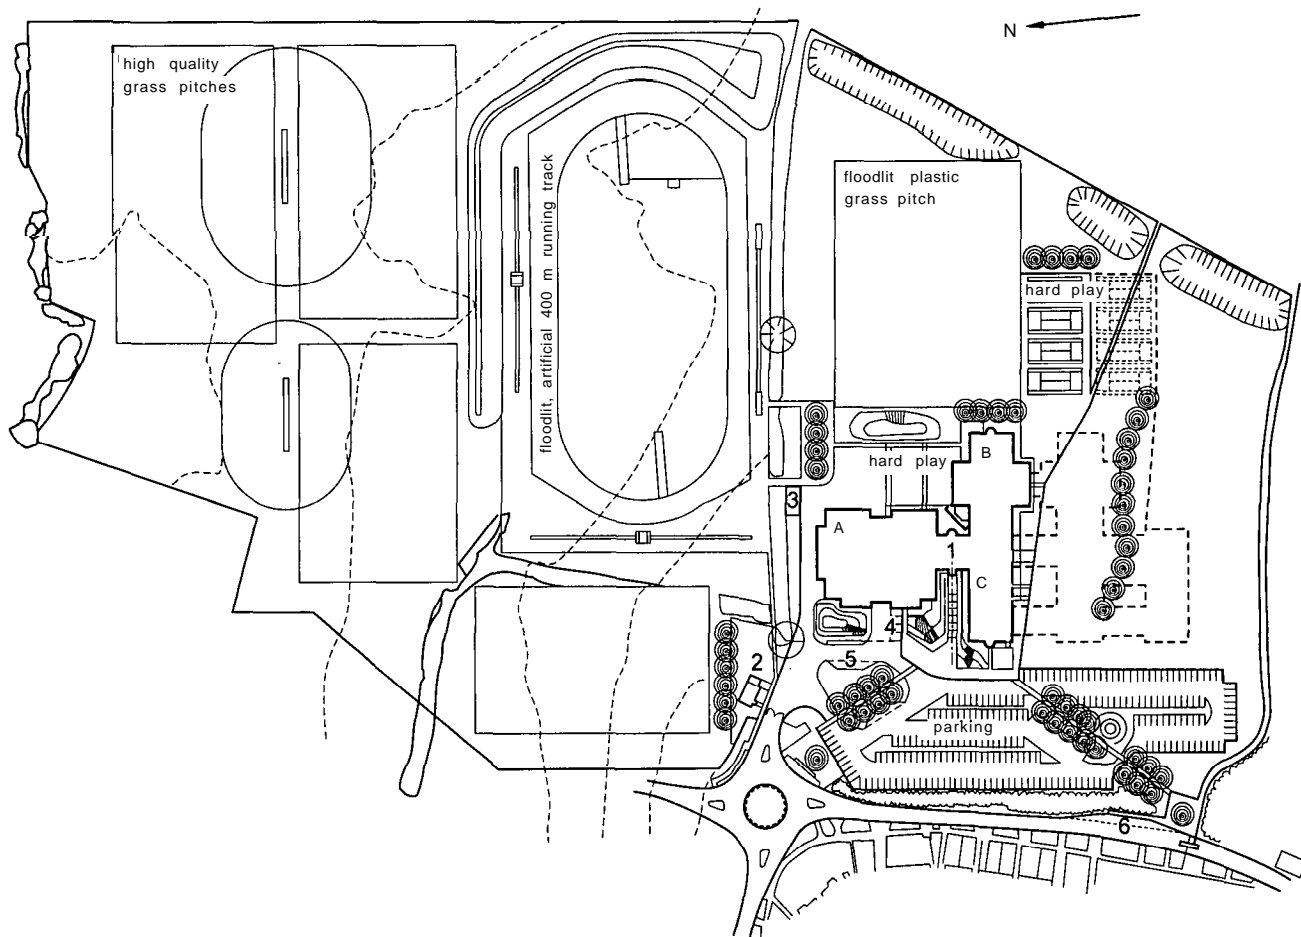 N
high quality
grass pitches
floodlit, artificial 400 m running track
floodlit plastic
grass pitch
hard play
hard play
B
3
A
1
C
4
5
2
parking
6